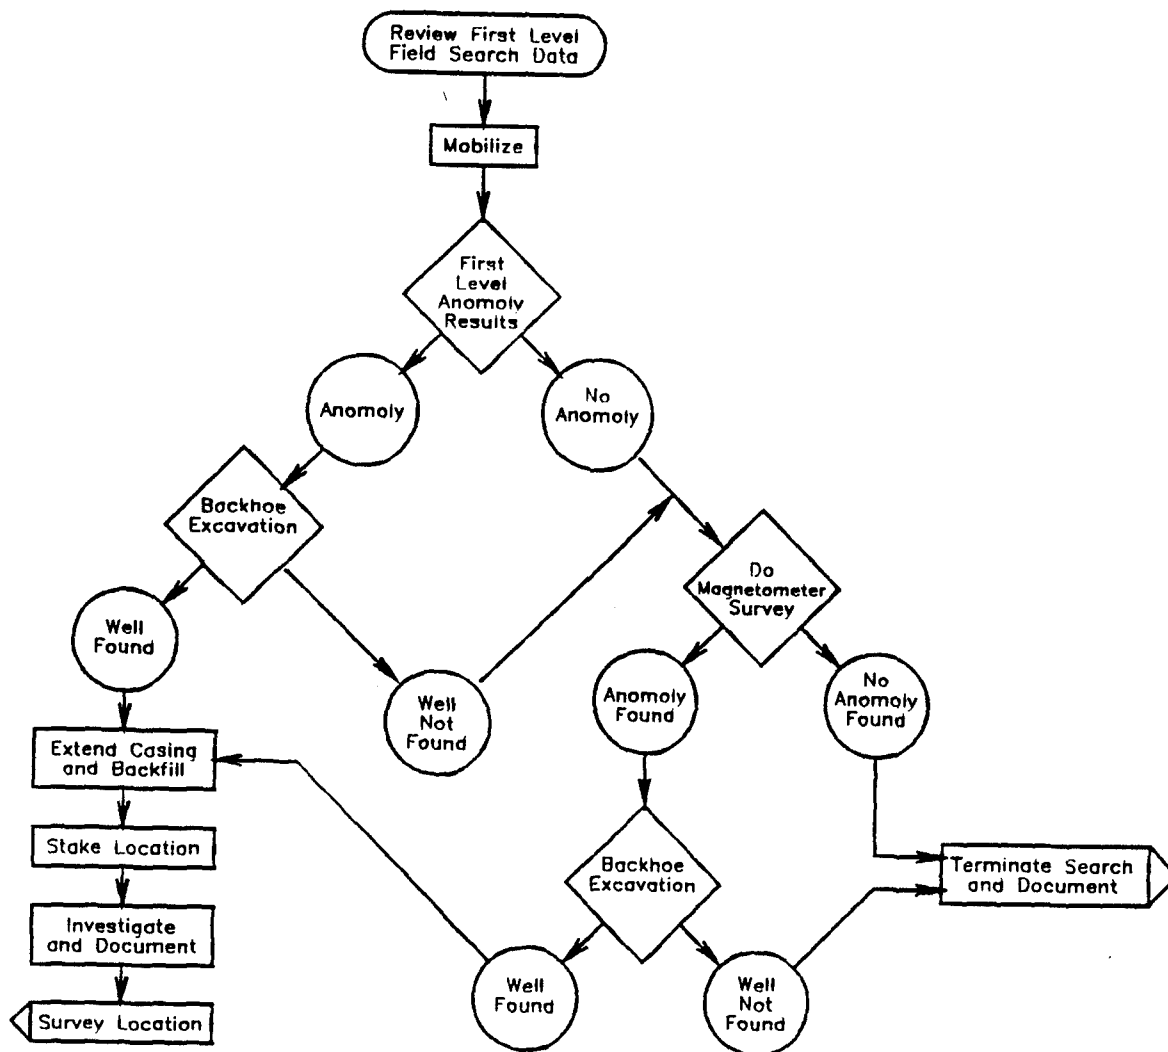 Review First Level
Field Search Data
Mobilize
First
Level
Anomoly
Results
Anomoly
No
Anomoly
Backhoe
Excavation
Do
Magnetometer
Survey
Well
Found
Well
Not
Found
Anomoly
Found
No
Anomoly
Found
Extend Casing
and Backfill
Stake Location
Backhoe
Excavation
Terminate Search
and Document
Investigate
and Document
Well
Found
Well
Not
Found
Survey Location